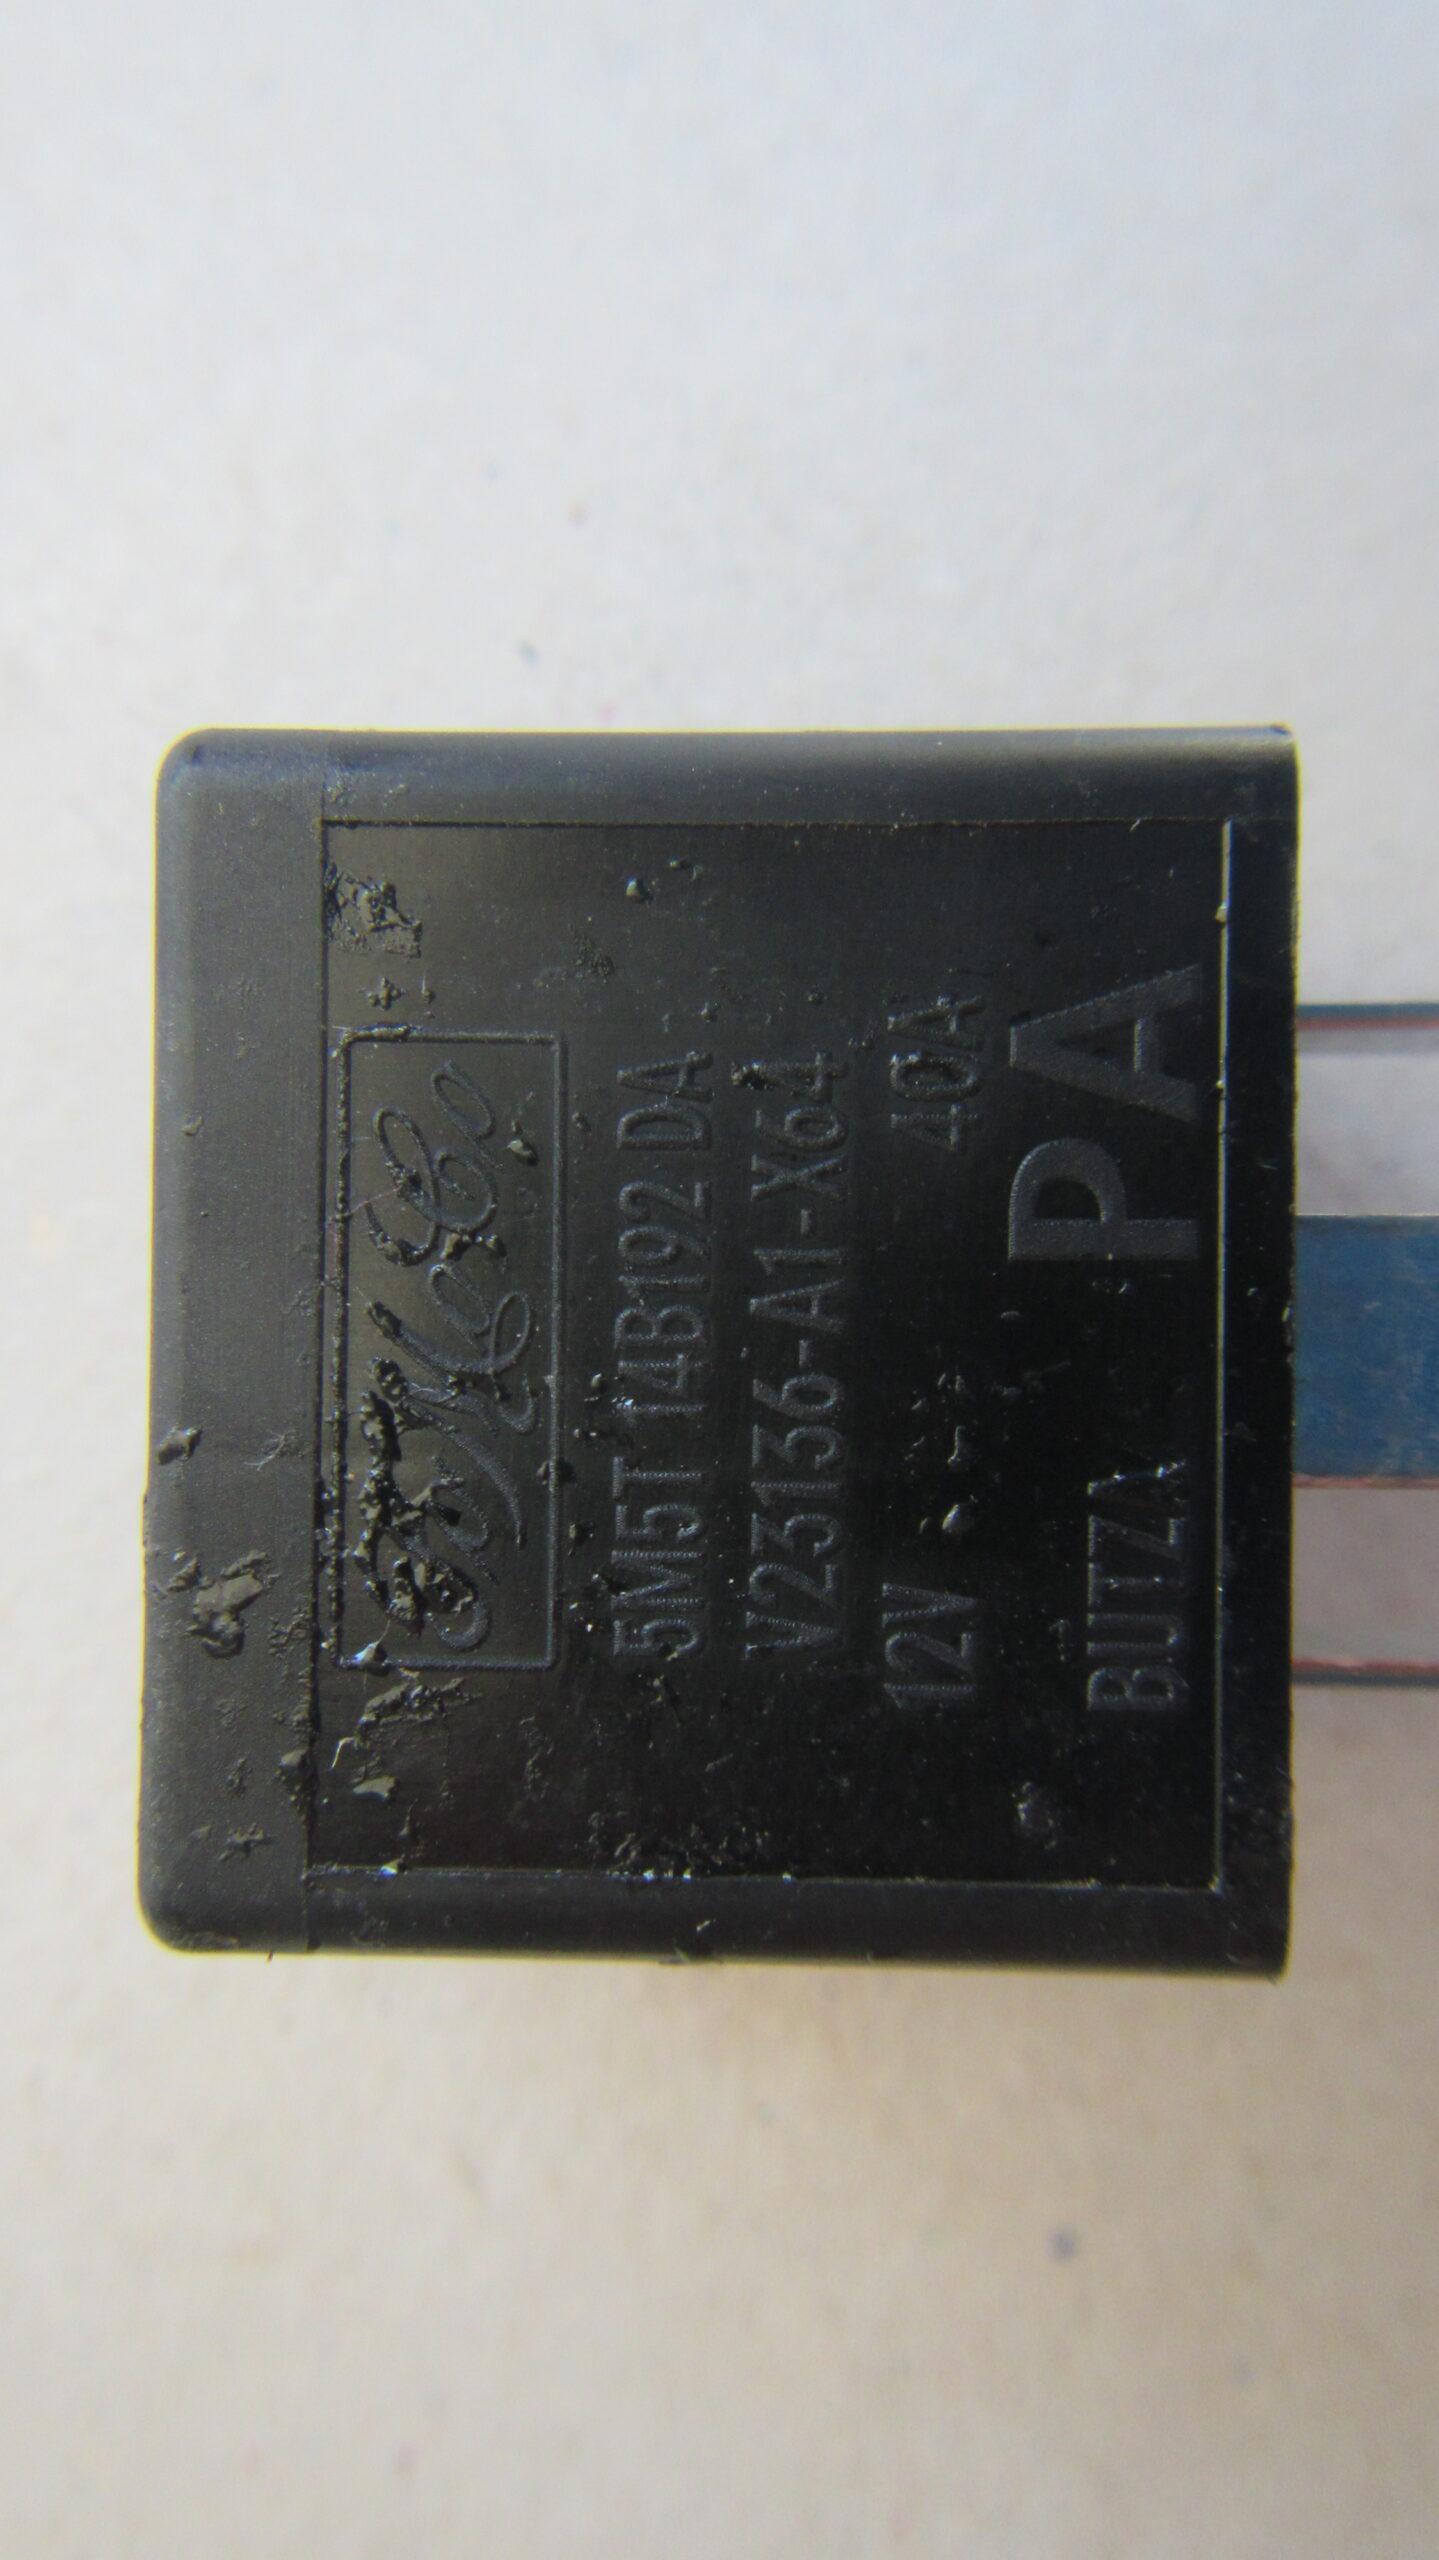 FoMoCo
5M5T 14B192 DA
V23136-A1-X64
12V 40A
BUTZA PA